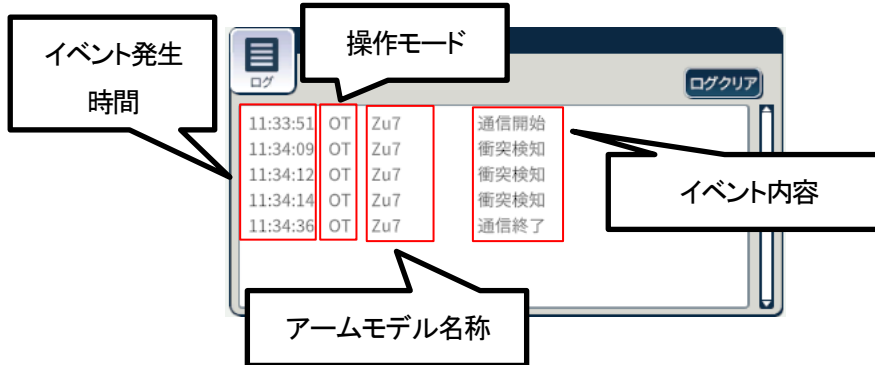 イベント発生
時間
操作モード
ログ
ログクリア
11:33:51 OT Zu7 通信開始
11:34:09 OT Zu7 衝突検知
11:34:12 OT Zu7 衝突検知
11:34:14 OT Zu7 衝突検知
11:34:36 OT Zu7 通信終了
イベント内容
アームモデル名称